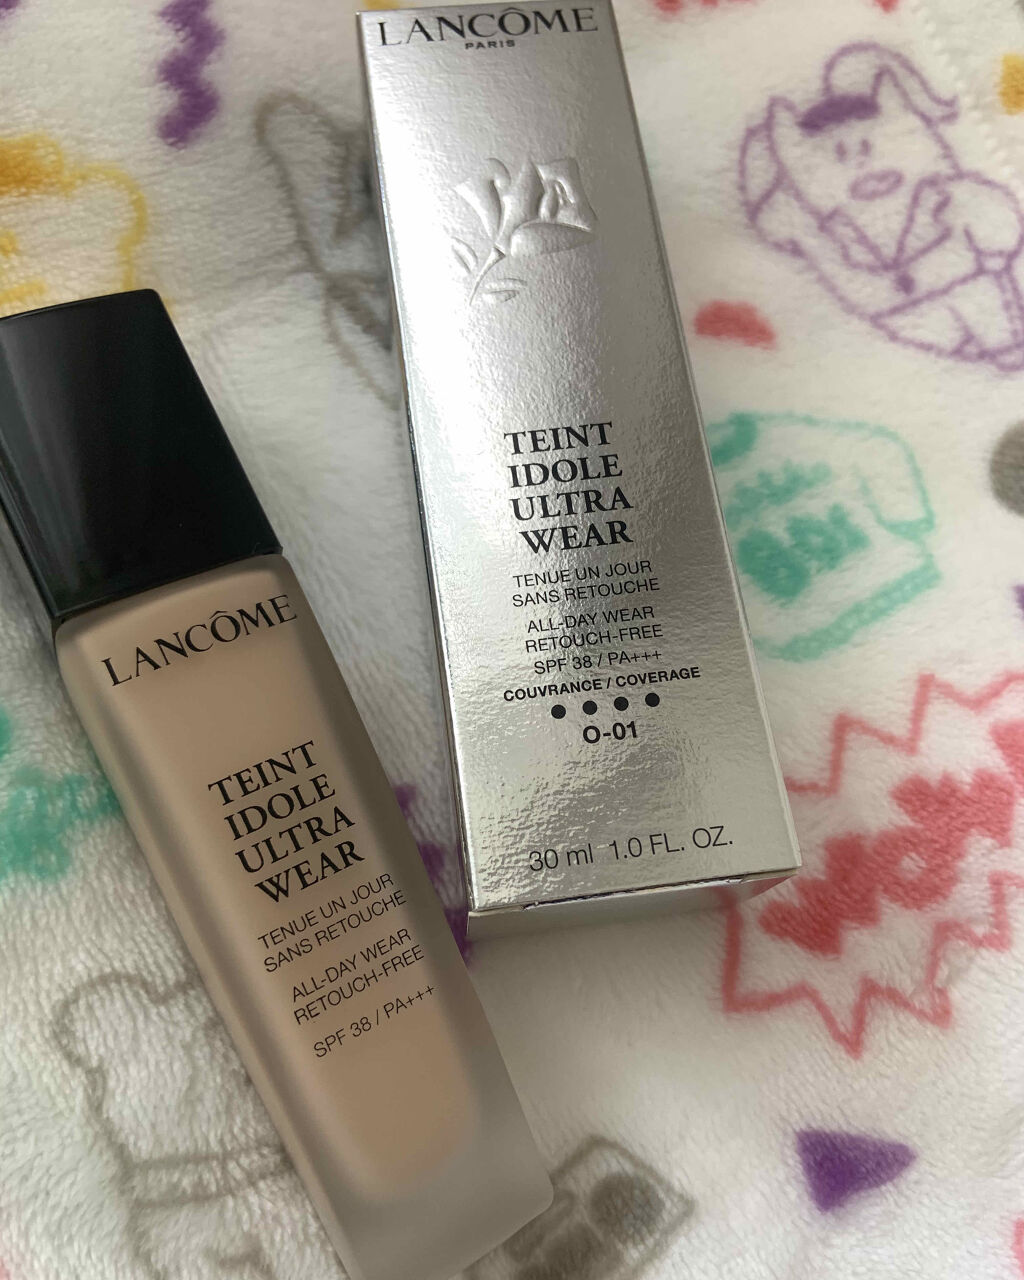 LANCÔME
PARIS
TEINT
IDOLE
ULTRA
WEAR
TENUE UN JOUR
SANS RETOUCHE
ALL-DAY WEAR
RETOUCH-FREE
SPF 38 / PA+++
COUVRANCE / COVERAGE
O-01
30 ml 1.0 FL. OZ.
LANCÔME
TEINT
IDOLE
ULTRA
WEAR
TENUE UN JOUR
SANS RETOUCHE
ALL-DAY WEAR
RETOUCH-FREE
SPF 38 / PA+++